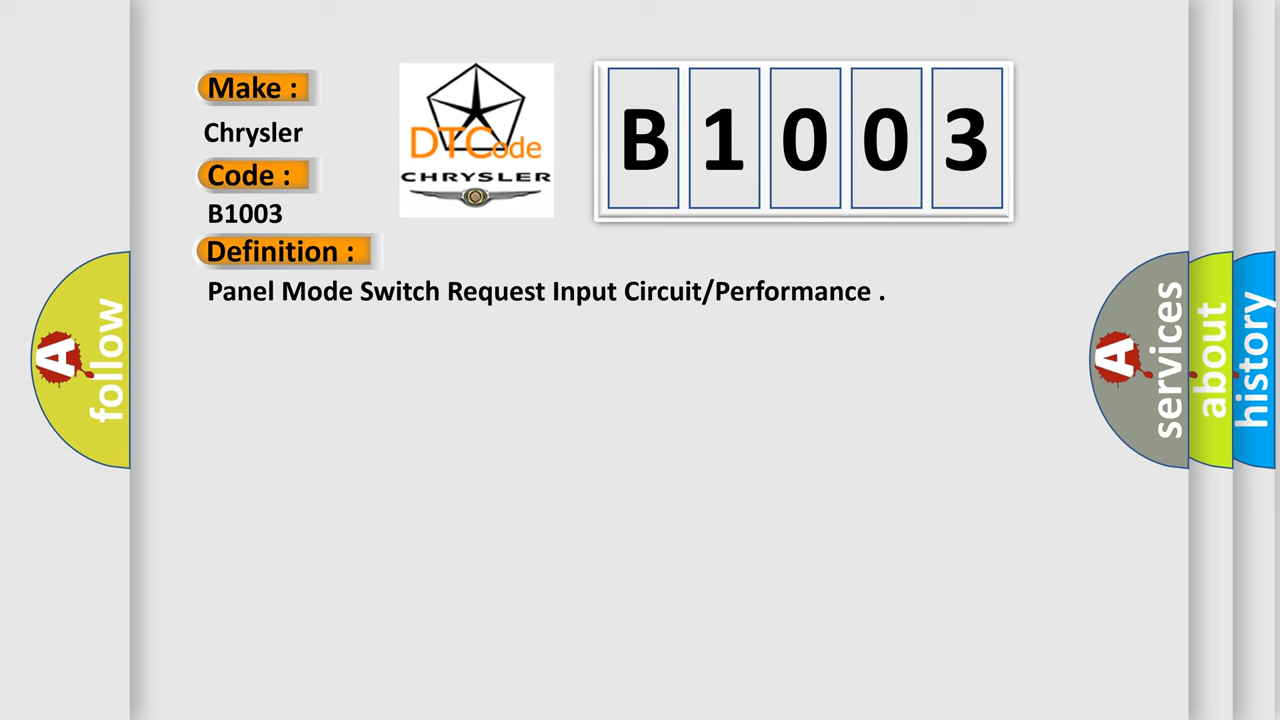 Make :
Chrysler
Code :
B1003
Definition :
Panel Mode Switch Request Input Circuit/Performance .
DTCode
CHRYSLER
B 1 0 0 3
A
follow
A
services
about
history